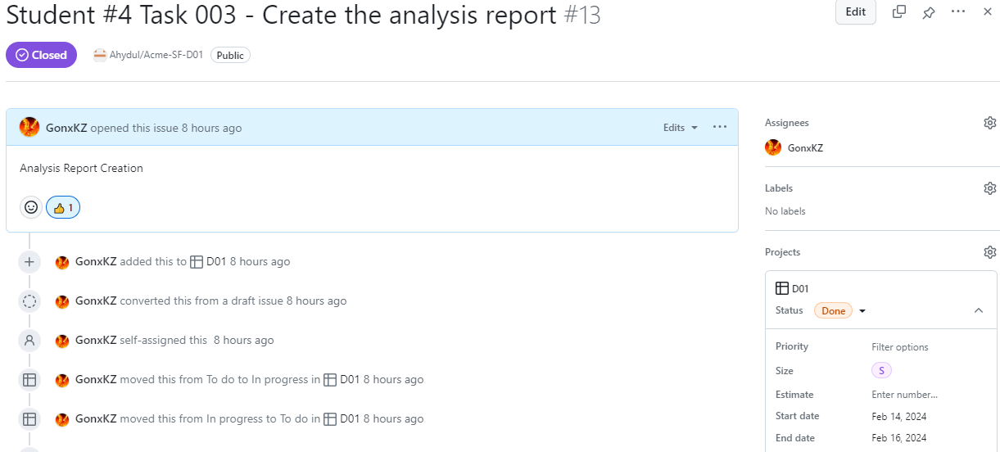 Student #4 Task 003 - Create the analysis report #13
Edit
Closed
Ahydul/Acme-SF-D01
Public
GonxKZ opened this issue 8 hours ago
Edits
Analysis Report Creation
👍 1
GonxKZ added this to D01 8 hours ago
GonxKZ converted this from a draft issue 8 hours ago
GonxKZ self-assigned this 8 hours ago
GonxKZ moved this from To do to In progress in D01 8 hours ago
GonxKZ moved this from In progress to To do in D01 8 hours ago
Assignees
GonxKZ
Labels
No labels
Projects
D01
Status Done
Priority Filter options
Size S
Estimate Enter number...
Start date Feb 14, 2024
End date Feb 16, 2024